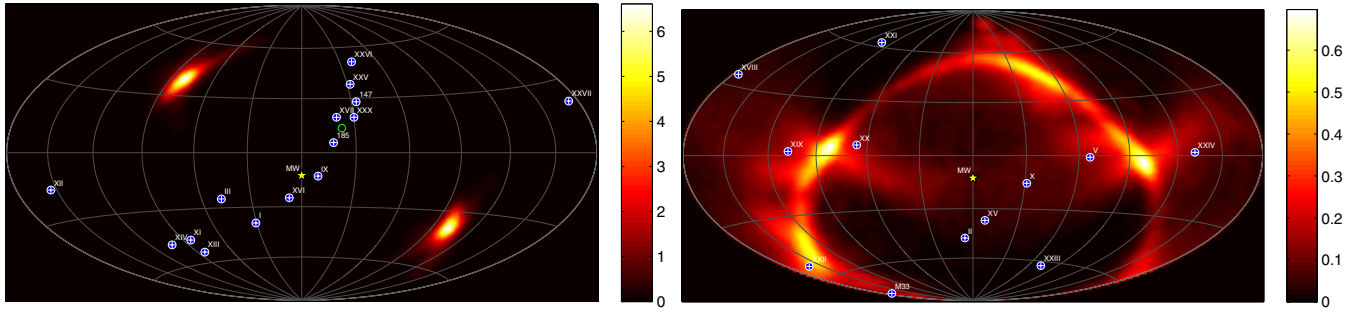 XXVI
XXV
147
XXVII
XVII
XXX
185
MW
IX
XII
III
XVI
I
XIV
XI
XIII
6
5
4
3
2
1
0
XXI
XVIII
XIX
XX
V
XXIV
MW
X
XV
II
XXII
XXIII
M33
0.6
0.5
0.4
0.3
0.2
0.1
0